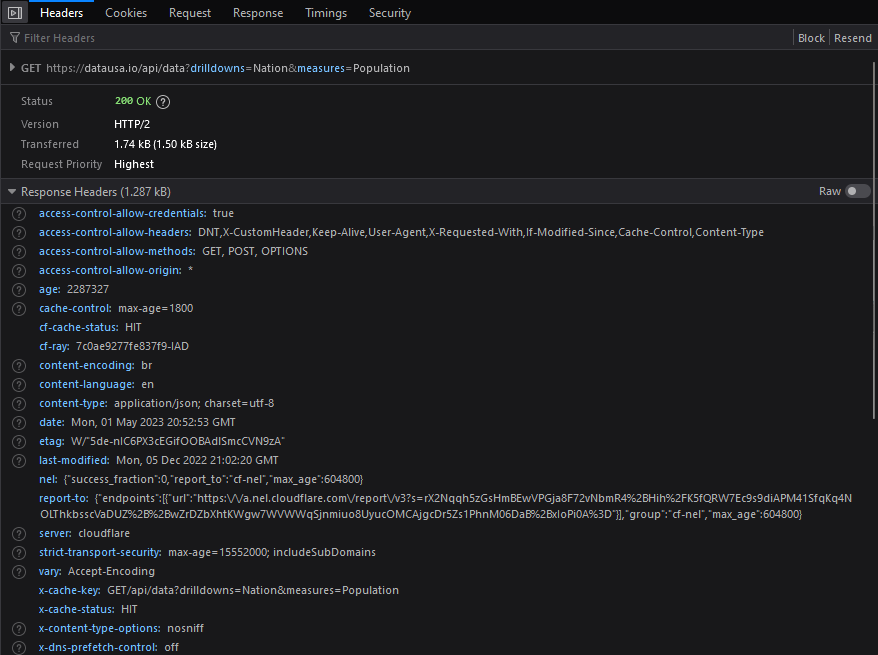 Headers Cookies Request Response Timings Security
Filter Headers Block Resend
GET https://datausa.io/api/data?drilldowns=Nation&measures=Population
Status 200 OK ?
Version HTTP/2
Transferred 1.74 kB (1.50 kB size)
Request Priority Highest
Response Headers (1.287 kB) Raw
? access-control-allow-credentials: true
? access-control-allow-headers: DNT,X-CustomHeader,Keep-Alive,User-Agent,X-Requested-With,If-Modified-Since,Cache-Control,Content-Type
? access-control-allow-methods: GET, POST, OPTIONS
? access-control-allow-origin: *
? age: 2287327
? cache-control: max-age=1800
cf-cache-status: HIT
cf-ray: 7c0ae9277fe837f9-IAD
? content-encoding: br
? content-language: en
? content-type: application/json; charset=utf-8
? date: Mon, 01 May 2023 20:52:53 GMT
? etag: W/"5de-nIC6PX3cEGifOOBAdISmcCVN9zA"
? last-modified: Mon, 05 Dec 2022 21:02:20 GMT
nel: {"success_fraction":0,"report_to":"cf-nel","max_age":604800}
report-to: {"endpoints":[{"url":"https:\/\/a.nel.cloudflare.com\/report\/v3?s=rX2Nqqh5zGsHmBEwVPGja8F72vNbmR4%2BHih%2FK5fQRW7Ec9s9diAPM41SfqKq4N
OLThkbsscVaDUZ%2B%2BwZrDZbXhtKWgw7WVWWqSjnmiuo8UyucOMCAjgcDr5Zs1PhnM06DaB%2BxloPi0A%3D"}],"group":"cf-nel","max_age":604800}
? server: cloudflare
? strict-transport-security: max-age=15552000; includeSubDomains
? vary: Accept-Encoding
x-cache-key: GET/api/data?drilldowns=Nation&measures=Population
x-cache-status: HIT
? x-content-type-options: nosniff
? x-dns-prefetch-control: off